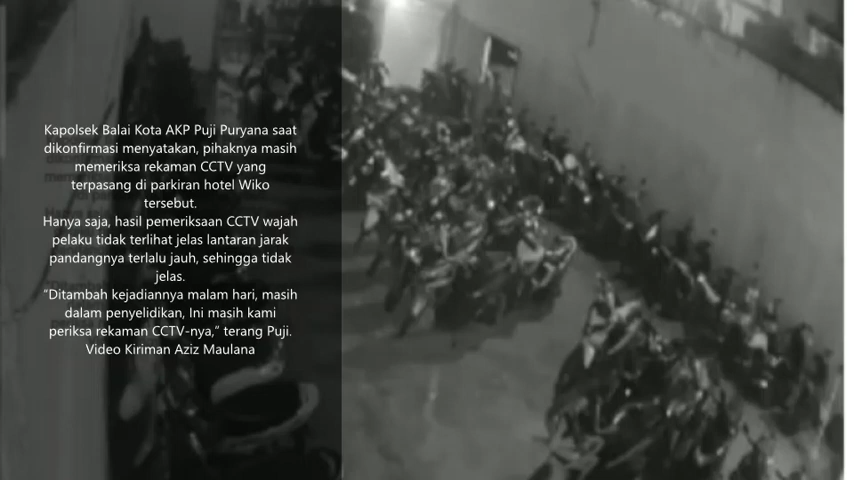 Kapolsek Balai Kota AKP Puji Puryana saat
dikonfirmasi menyatakan, pihaknya masih
memeriksa rekaman CCTV yang
terpasang di parkiran hotel Wiko
tersebut.
Hanya saja, hasil pemeriksaan CCTV wajah
pelaku tidak terlihat jelas lantaran jarak
pandangnya terlalu jauh, sehingga tidak
jelas.
“Ditambah kejadiannya malam hari, masih
dalam penyelidikan, Ini masih kami
periksa rekaman CCTV-nya,” terang Puji.
Video Kiriman Aziz Maulana